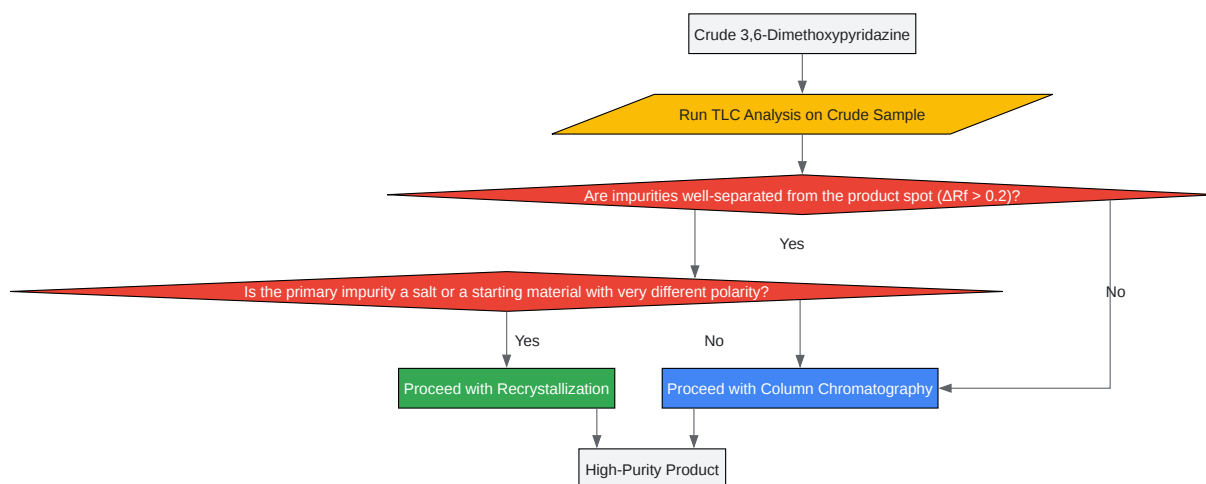 Crude 3,6-Dimethoxypyridazine
Run TLC Analysis on Crude Sample
Are impurities well-separated from the product spot (ΔRf > 0.2)?
Yes
Is the primary impurity a salt or a starting material with very different polarity?
No
Yes
No
Proceed with Recrystallization
Proceed with Column Chromatography
High-Purity Product